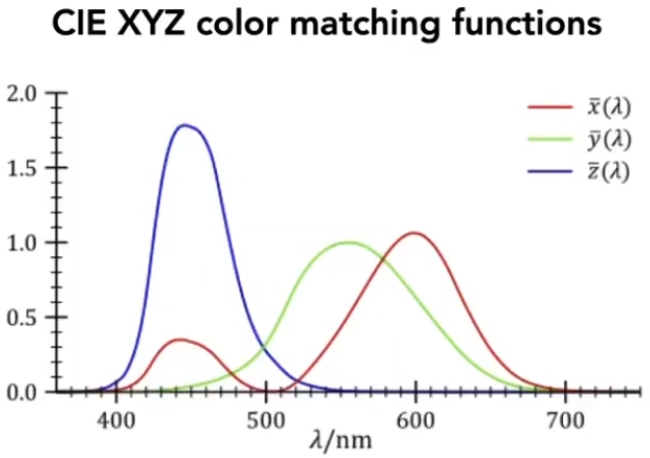 CIE XYZ color matching functions
2.0
1.5
1.0
0.5
0.0
x̄(λ)
ȳ(λ)
z̄(λ)
400 500 600 700
λ/nm